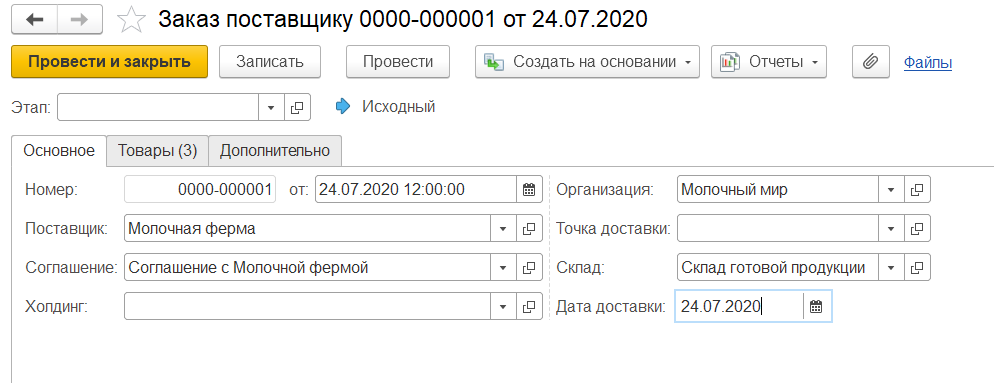 Заказ поставщику 0000-000001 от 24.07.2020
Провести и закрыть Записать Провести Создать на основании Отчеты Файлы
Этап: Исходный
Основное Товары (3) Дополнительно
Номер: 0000-000001 от: 24.07.2020 12:00:00 Организация: Молочный мир
Поставщик: Молочная ферма Точка доставки:
Соглашение: Соглашение с Молочной фермой Склад: Склад готовой продукции
Холдинг: Дата доставки: 24.07.2020